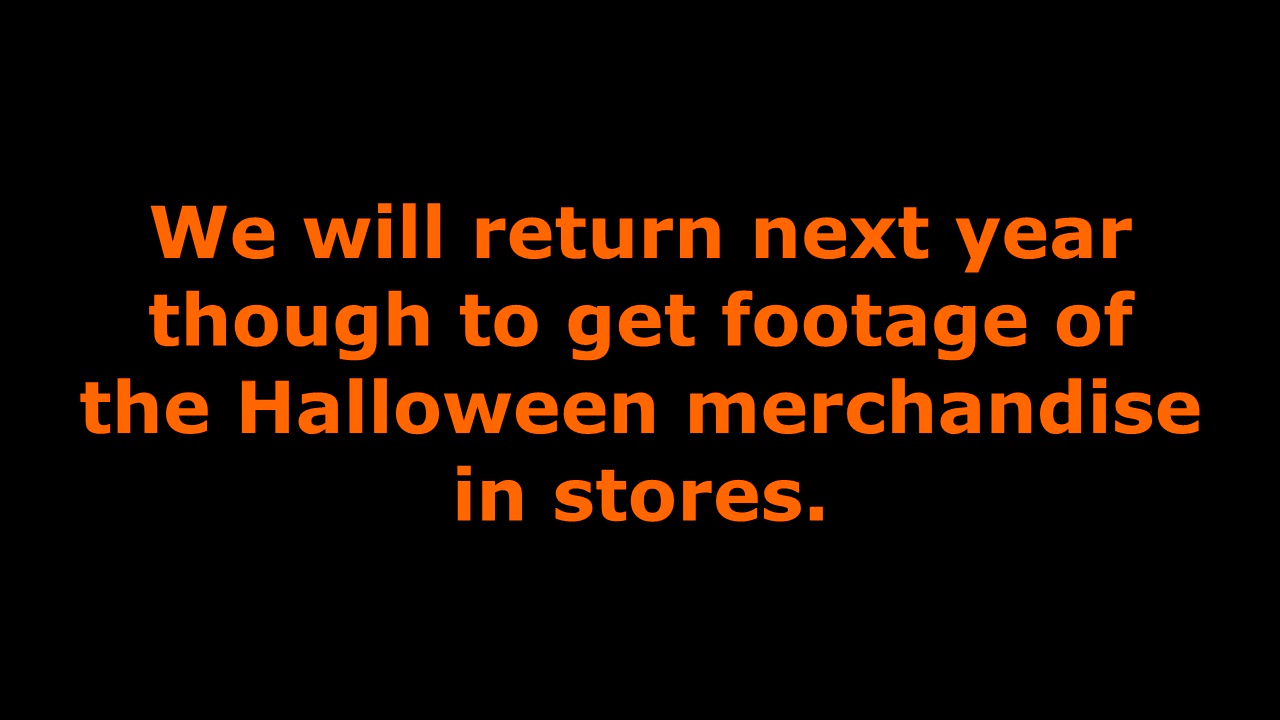 We will return next year
though to get footage of
the Halloween merchandise
in stores.